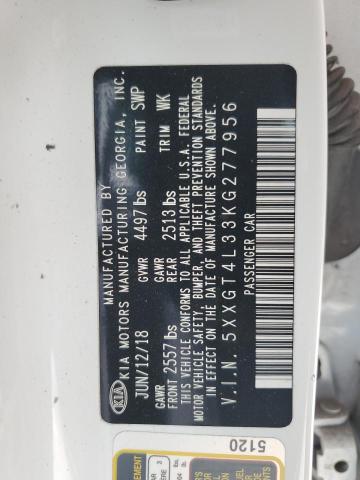 MANUFACTURED BY
KIA KIA MOTORS MANUFACTURING GEORGIA, INC.
JUN/12/18 GVWR 4497 lbs PAINT SWP
GAWR FRONT 2557 lbs GAWR REAR 2513 lbs TRIM WK
THIS VEHICLE CONFORMS TO ALL APPLICABLE U.S.A. FEDERAL
MOTOR VEHICLE SAFETY, BUMPER, AND THEFT PREVENTION STANDARDS
IN EFFECT ON THE DATE OF MANUFACTURE SHOWN ABOVE.
V.I.N. 5XXGT4L33KG277956
PASSENGER CAR
5120